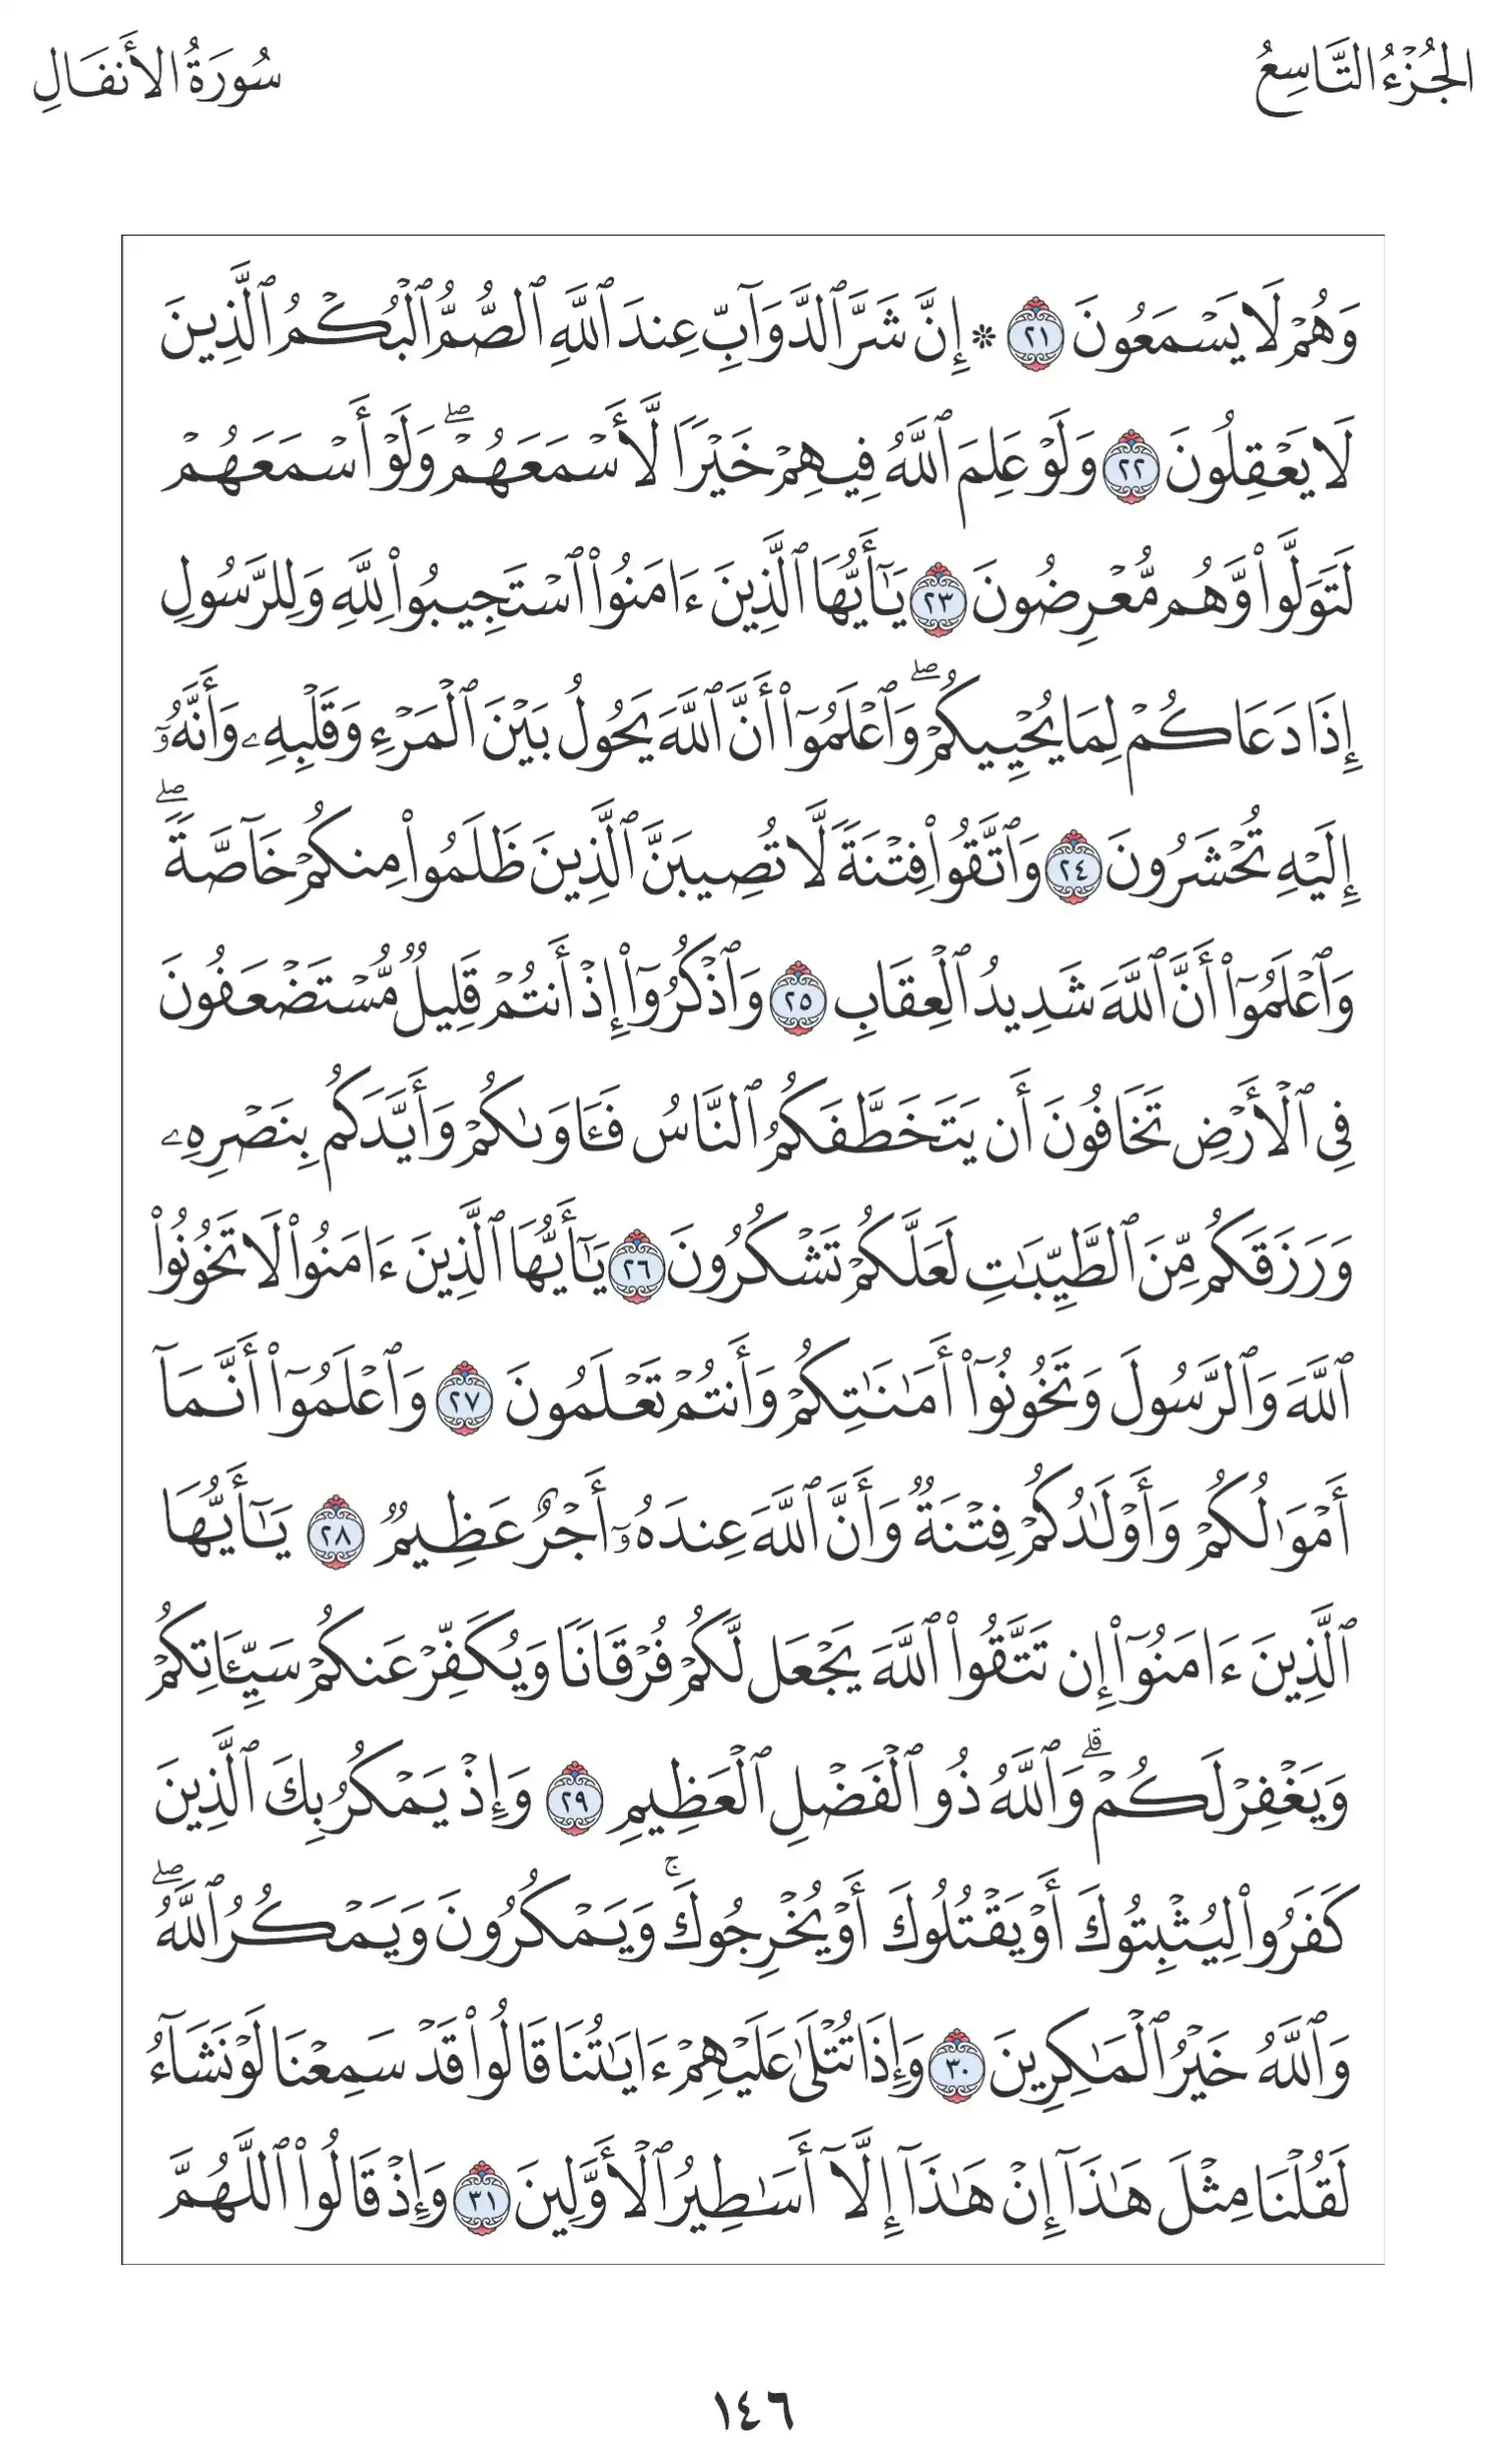 الجُزْءُ التَّاسِعُ
سُورَةُ الأَنفَالِ
وَهُمْ لَا يَسْمَعُونَ ٢١ * إِنَّ شَرَّ ٱلدَّوَآبِّ عِندَ ٱللَّهِ ٱلصُّمُّ ٱلْبُكْمُ ٱلَّذِينَ
لَا يَعْقِلُونَ ٢٢ وَلَوْ عَلِمَ ٱللَّهُ فِيهِمْ خَيْرًا لَّأَسْمَعَهُمْۖ وَلَوْ أَسْمَعَهُمْ
لَتَوَلَّوا۟ وَّهُم مُّعْرِضُونَ ٢٣ يَـٰٓأَيُّهَا ٱلَّذِينَ ءَامَنُوا۟ ٱسْتَجِيبُوا۟ لِلَّهِ وَلِلرَّسُولِ
إِذَا دَعَاكُمْ لِمَا يُحْيِيكُمْۖ وَٱعْلَمُوٓا۟ أَنَّ ٱللَّهَ يَحُولُ بَيْنَ ٱلْمَرْءِ وَقَلْبِهِۦ وَأَنَّهُۥٓ
إِلَيْهِ تُحْشَرُونَ ٢٤ وَٱتَّقُوا۟ فِتْنَةً لَّا تُصِيبَنَّ ٱلَّذِينَ ظَلَمُوا۟ مِنكُمْ خَآصَّةًۖ
وَٱعْلَمُوٓا۟ أَنَّ ٱللَّهَ شَدِيدُ ٱلْعِقَابِ ٢٥ وَٱذْكُرُوٓا۟ إِذْ أَنتُمْ قَلِيلٌ مُّسْتَضْعَفُونَ
فِى ٱلْأَرْضِ تَخَافُونَ أَن يَتَخَطَّفَكُمُ ٱلنَّاسُ فَـَٔاوَىٰكُمْ وَأَيَّدَكُم بِنَصْرِهِۦ
وَرَزَقَكُم مِّنَ ٱلطَّيِّبَـٰتِ لَعَلَّكُمْ تَشْكُرُونَ ٢٦ يَـٰٓأَيُّهَا ٱلَّذِينَ ءَامَنُوا۟ لَا تَخُونُوا۟
ٱللَّهَ وَٱلرَّسُولَ وَتَخُونُوٓا۟ أَمَـٰنَـٰتِكُمْ وَأَنتُمْ تَعْلَمُونَ ٢٧ وَٱعْلَمُوٓا۟ أَنَّمَآ
أَمْوَٰلُكُمْ وَأَوْلَـٰدُكُمْ فِتْنَةٌ وَأَنَّ ٱللَّهَ عِندَهُۥٓ أَجْرٌ عَظِيمٌ ٢٨ يَـٰٓأَيُّهَا
ٱلَّذِينَ ءَامَنُوٓا۟ إِن تَتَّقُوا۟ ٱللَّهَ يَجْعَل لَّكُمْ فُرْقَانًا وَيُكَفِّرْ عَنكُمْ سَيِّـَٔاتِكُمْ
وَيَغْفِرْ لَكُمْۗ وَٱللَّهُ ذُو ٱلْفَضْلِ ٱلْعَظِيمِ ٢٩ وَإِذْ يَمْكُرُ بِكَ ٱلَّذِينَ
كَفَرُوا۟ لِيُثْبِتُوكَ أَوْ يَقْتُلُوكَ أَوْ يُخْرِجُوكَۚ وَيَمْكُرُونَ وَيَمْكُرُ ٱللَّهُۖ
وَٱللَّهُ خَيْرُ ٱلْمَـٰكِرِينَ ٣٠ وَإِذَا تُتْلَىٰ عَلَيْهِمْ ءَايَـٰتُنَا قَالُوا۟ قَدْ سَمِعْنَا لَوْ نَشَآءُ
لَقُلْنَا مِثْلَ هَـٰذَآ إِنْ هَـٰذَآ إِلَّآ أَسَـٰطِيرُ ٱلْأَوَّلِينَ ٣١ وَإِذْ قَالُوا۟ ٱللَّهُمَّ
١٤٦